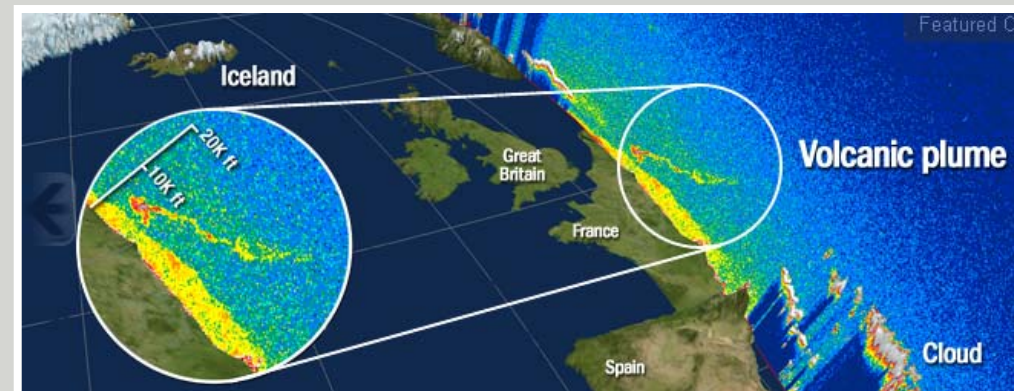 Featured
Iceland
20K ft
10K ft
Great
Britain
Volcanic plume
France
Spain
Cloud